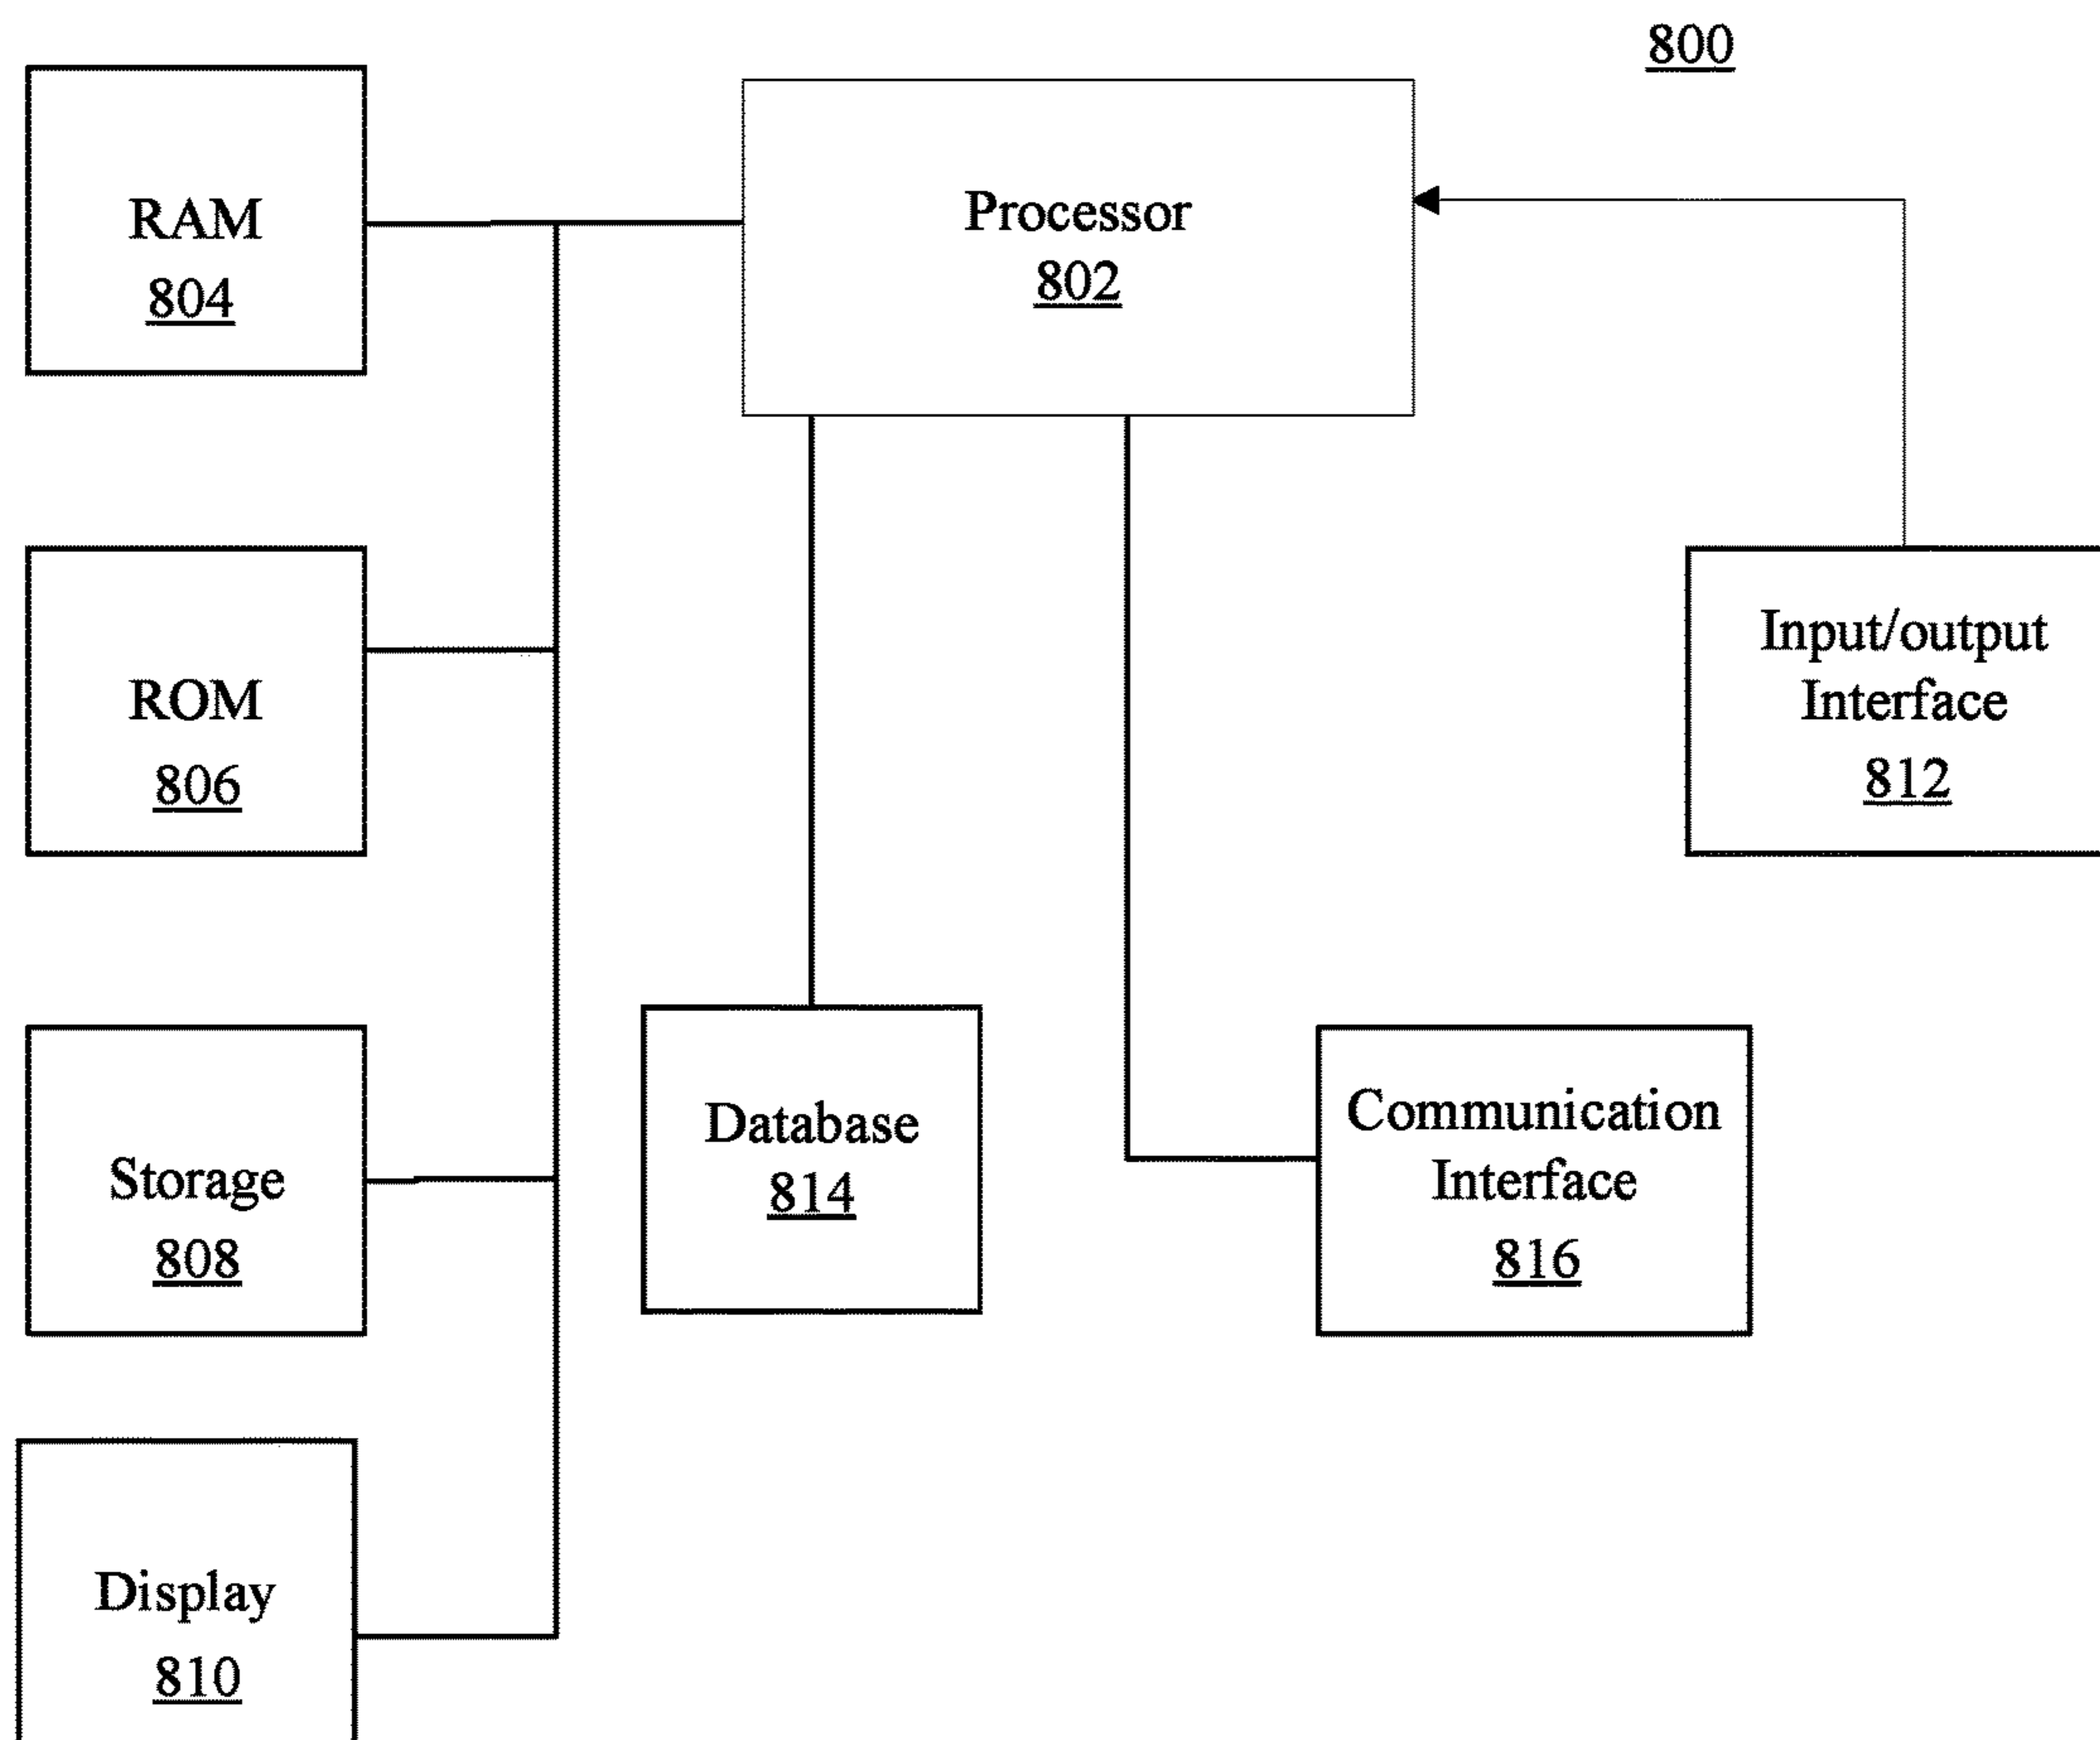 800
RAM
804
Processor
802
ROM
806
Input/output
Interface
812
Storage
808
Database
814
Communication
Interface
816
Display
810